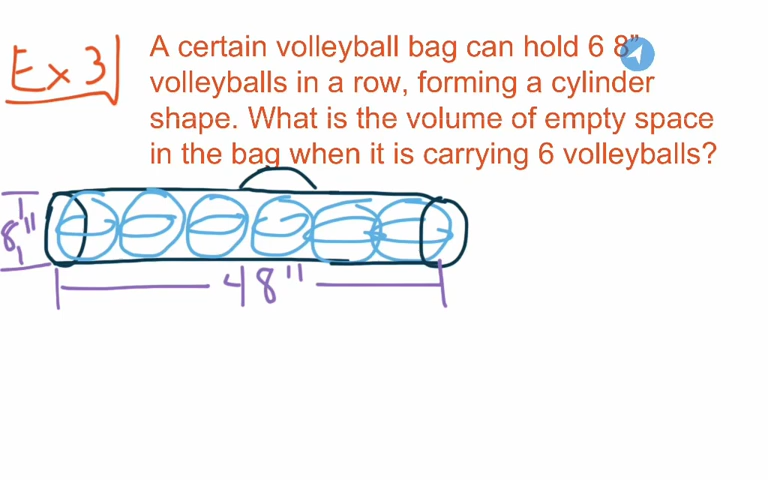 Ex 3
A certain volleyball bag can hold 6 8"
volleyballs in a row, forming a cylinder
shape. What is the volume of empty space
in the bag when it is carrying 6 volleyballs?
8"
48"